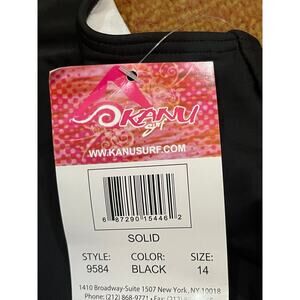 KANU
Surf
WWW.KANUSURF.COM
6 87290 15446 2
SOLID
STYLE: COLOR: SIZE:
9584 BLACK 14
1410 Broadway-Suite 1507 New York, NY 10018
Phone: (212) 868-9771